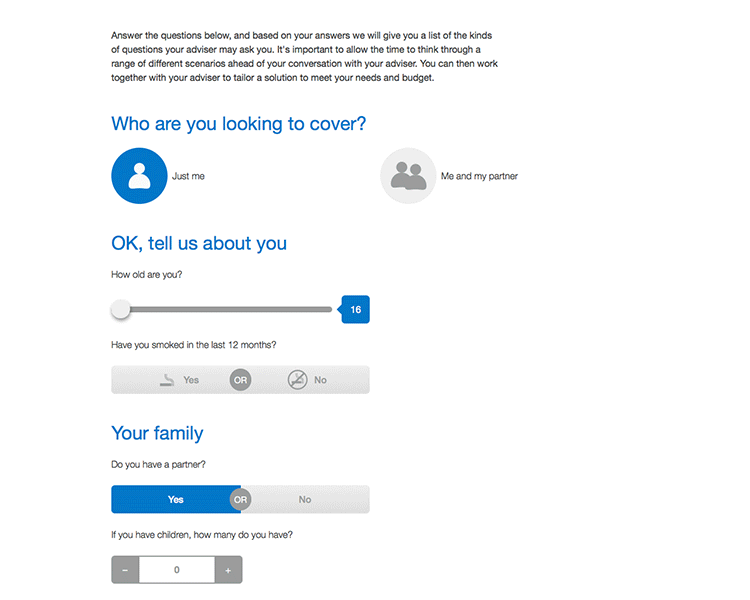 Answer the questions below, and based on your answers we will give you a list of the kinds
of questions your adviser may ask you. It's important to allow the time to think through a
range of different scenarios ahead of your conversation with your adviser. You can then work
together with your adviser to tailor a solution to meet your needs and budget.
Who are you looking to cover?
Just me
Me and my partner
OK, tell us about you
How old are you?
16
Have you smoked in the last 12 months?
Yes OR No
Your family
Do you have a partner?
Yes OR No
If you have children, how many do you have?
− 0 +